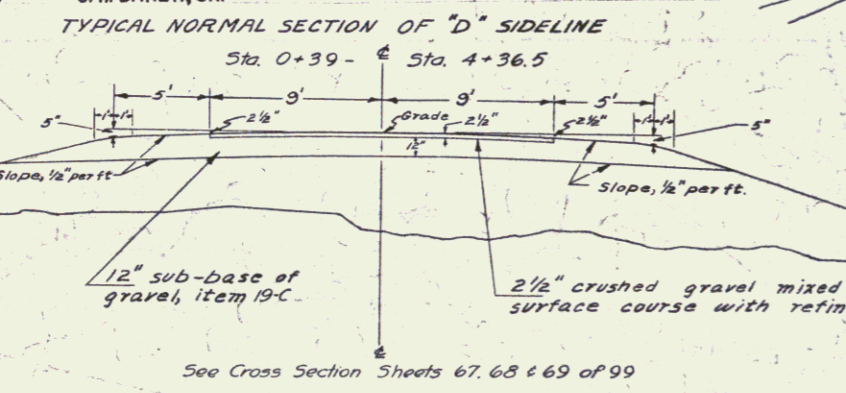 TYPICAL NORMAL SECTION OF "D" SIDELINE
Sta. 0+39 - ℄ Sta. 4+36.5
5' 9' 9' 5'
5" 1' 1' 2½" Grade 2½" 2½" 1' 1' 5"
12"
Slope, ½" per ft.
Slope, ½" per ft.
12" sub-base of
gravel, item 19-C
2½" crushed gravel mixed
surface course with
℄
See Cross Section Sheets 67, 68 & 69 of 99